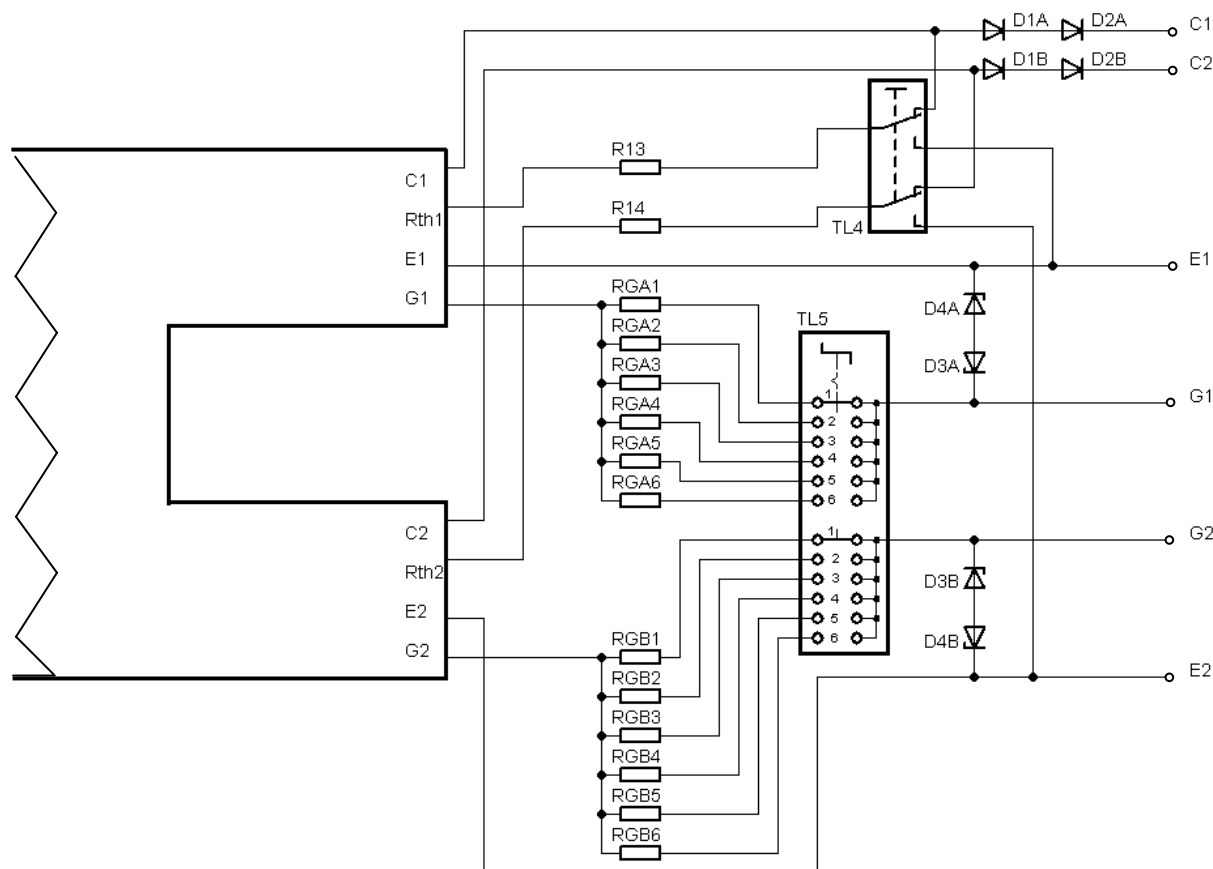 D1A D2A C1
D1B D2B C2
R13
C1
Rth1
R14
TL4
E1 E1
G1
RGA1
D4A
TL5
RGA2
RGA3
D3A
1
G1
RGA4
2
3
RGA5
4
5
RGA6
6
C2
1
G2
2
Rth2
3
D3B
4
E2
5
RGB1
6
D4B
G2
RGB2
E2
RGB3
RGB4
RGB5
RGB6